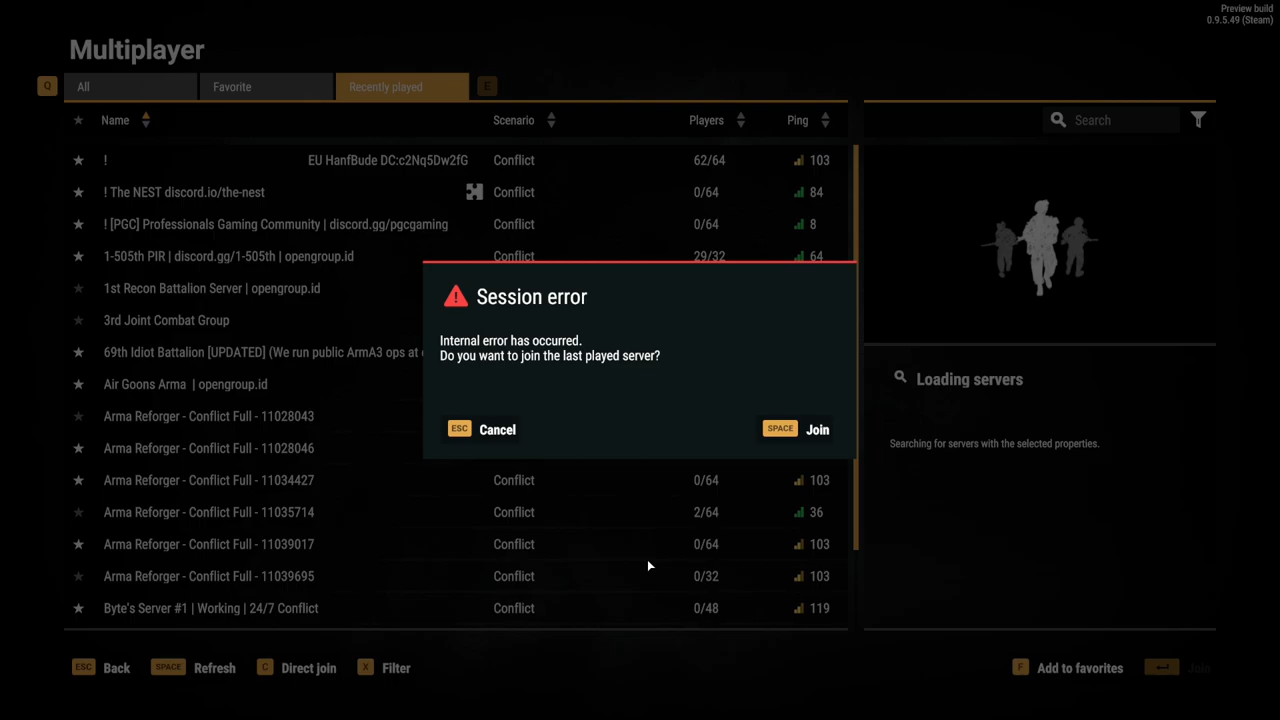 Preview build
0.9.5.49 (Steam)
Multiplayer
Q All Favorite Recently played E
Name Scenario Players Ping Search
! EU HanfBude DC:c2Nq5Dw2fG Conflict 62/64 103
! The NEST discord.io/the-nest Conflict 0/64 84
! [PGC] Professionals Gaming Community | discord.gg/pgcgaming Conflict 0/64 8
1-505th PIR | discord.gg/1-505th | opengroup.id Conflict 29/32 64
1st Recon Battalion Server | opengroup.id
3rd Joint Combat Group
69th Idiot Battalion [UPDATED] (We run public ArmA3 ops at
Air Goons Arma | opengroup.id
Arma Reforger - Conflict Full - 11028043
Arma Reforger - Conflict Full - 11028046
Arma Reforger - Conflict Full - 11034427 Conflict 0/64 103
Arma Reforger - Conflict Full - 11035714 Conflict 2/64 36
Arma Reforger - Conflict Full - 11039017 Conflict 0/64 103
Arma Reforger - Conflict Full - 11039695 Conflict 0/32 103
Byte's Server #1 | Working | 24/7 Conflict Conflict 0/48 119
Session error
Internal error has occurred.
Do you want to join the last played server?
ESC Cancel SPACE Join
Loading servers
Searching for servers with the selected properties.
ESC Back SPACE Refresh C Direct join X Filter F Add to favorites Join